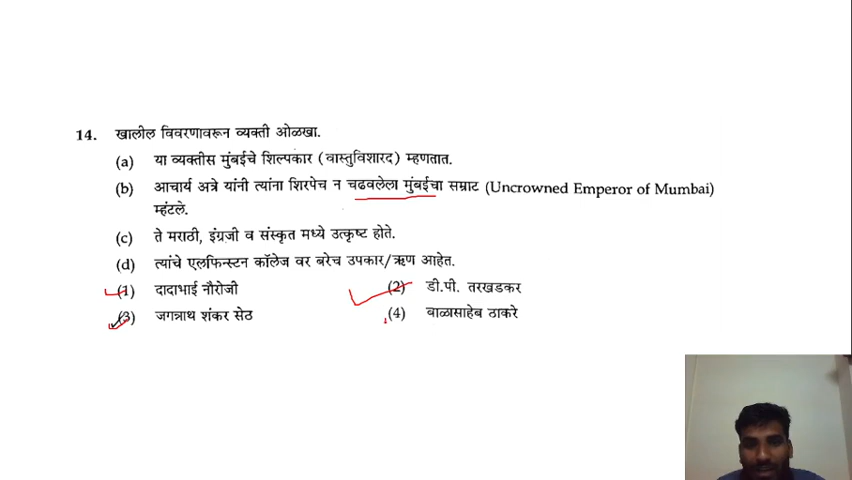 14. खालील विवरणावरून व्यक्ती ओळखा.
(a) या व्यक्तीस मुंबईचे शिल्पकार (वास्तुविशारद) म्हणतात.
(b) आचार्य अत्रे यांनी त्यांना शिरपेच न चढवलेला मुंबईचा सम्राट (Uncrowned Emperor of Mumbai)
म्हंटले.
(c) ते मराठी, इंग्रजी व संस्कृत मध्ये उत्कृष्ट होते.
(d) त्यांचे एलफिन्स्टन कॉलेज वर बरेच उपकार/ऋण आहेत.
(1) दादाभाई नौरोजी (2) डी.पी. तरखडकर
(3) जगन्नाथ शंकर सेठ (4) बाळासाहेब ठाकरे